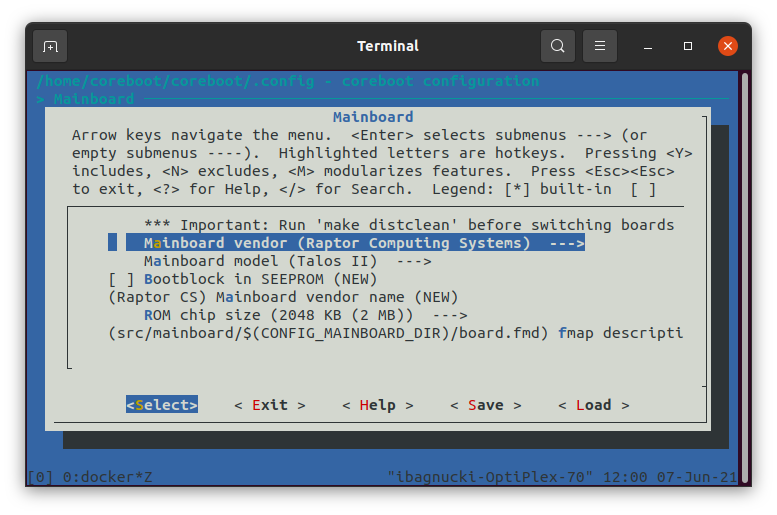 Terminal
/home/coreboot/coreboot/.config - coreboot configuration
> Mainboard
Mainboard
Arrow keys navigate the menu.  <Enter> selects submenus ---> (or
empty submenus ----).  Highlighted letters are hotkeys.  Pressing <Y>
includes, <N> excludes, <M> modularizes features.  Press <Esc><Esc>
to exit, <?> for Help, </> for Search.  Legend: [*] built-in  [ ]
*** Important: Run 'make distclean' before switching boards
Mainboard vendor (Raptor Computing Systems)  --->
Mainboard model (Talos II)  --->
[ ] Bootblock in SEEPROM (NEW)
(Raptor CS) Mainboard vendor name (NEW)
ROM chip size (2048 KB (2 MB))  --->
(src/mainboard/$(CONFIG_MAINBOARD_DIR)/board.fmd) fmap descripti
<Select>    < Exit >    < Help >    < Save >    < Load >
[0] 0:docker*Z    "ibagnucki-OptiPlex-70" 12:00 07-Jun-21